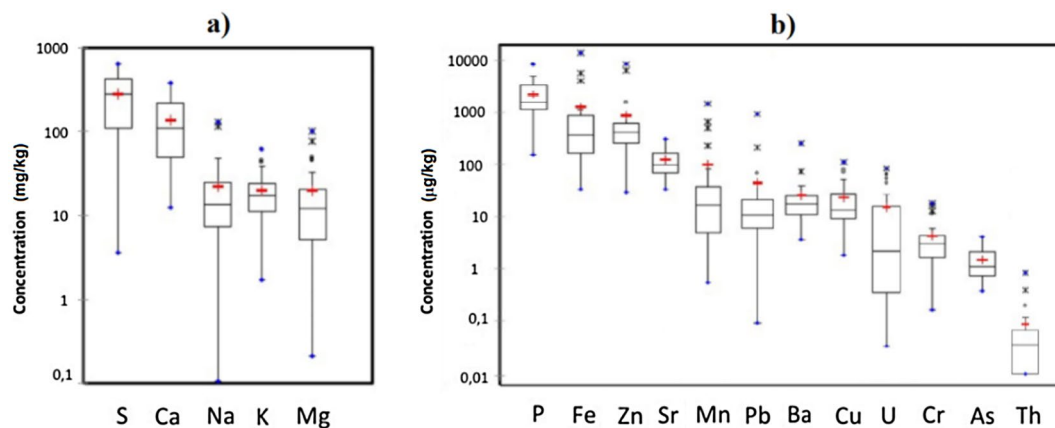 a)
Concentration (mg/kg)
1000
100
10
1
0,1
S Ca Na K Mg
b)
Concentration (µg/kg)
10000
1000
100
10
1
0,1
0,01
P Fe Zn Sr Mn Pb Ba Cu U Cr As Th